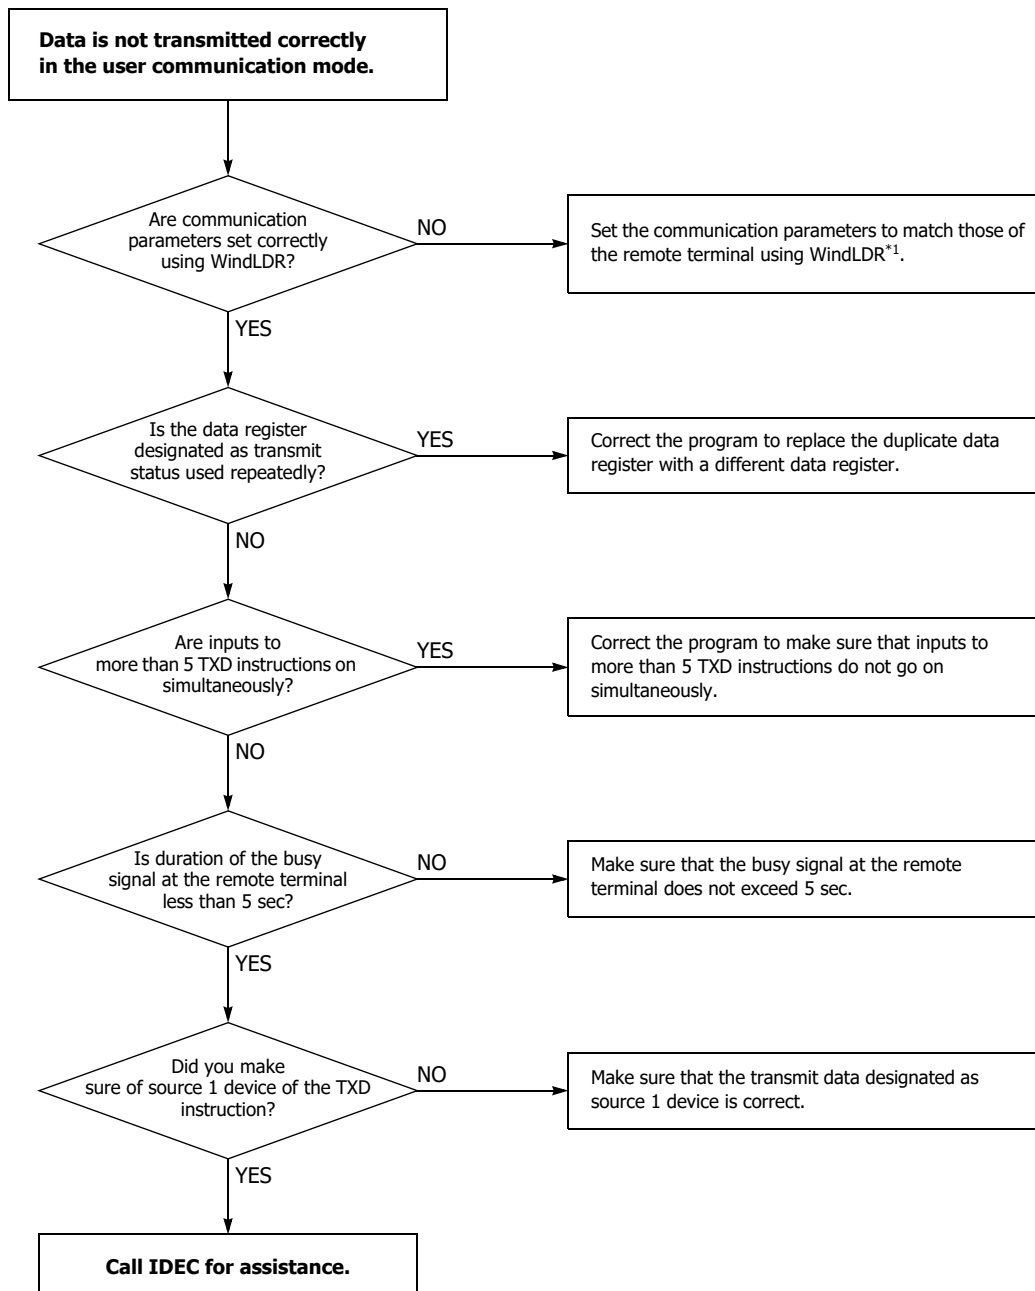 Data is not transmitted correctly
in the user communication mode.
Are communication
parameters set correctly
using WindLDR?
NO
Set the communication parameters to match those of
the remote terminal using WindLDR*1.
YES
Is the data register
designated as transmit
status used repeatedly?
YES
Correct the program to replace the duplicate data
register with a different data register.
NO
Are inputs to
more than 5 TXD instructions on
simultaneously?
YES
Correct the program to make sure that inputs to
more than 5 TXD instructions do not go on
simultaneously.
NO
Is duration of the busy
signal at the remote terminal
less than 5 sec?
NO
Make sure that the busy signal at the remote
terminal does not exceed 5 sec.
YES
Did you make
sure of source 1 device of the TXD
instruction?
NO
Make sure that the transmit data designated as
source 1 device is correct.
YES
Call IDEC for assistance.